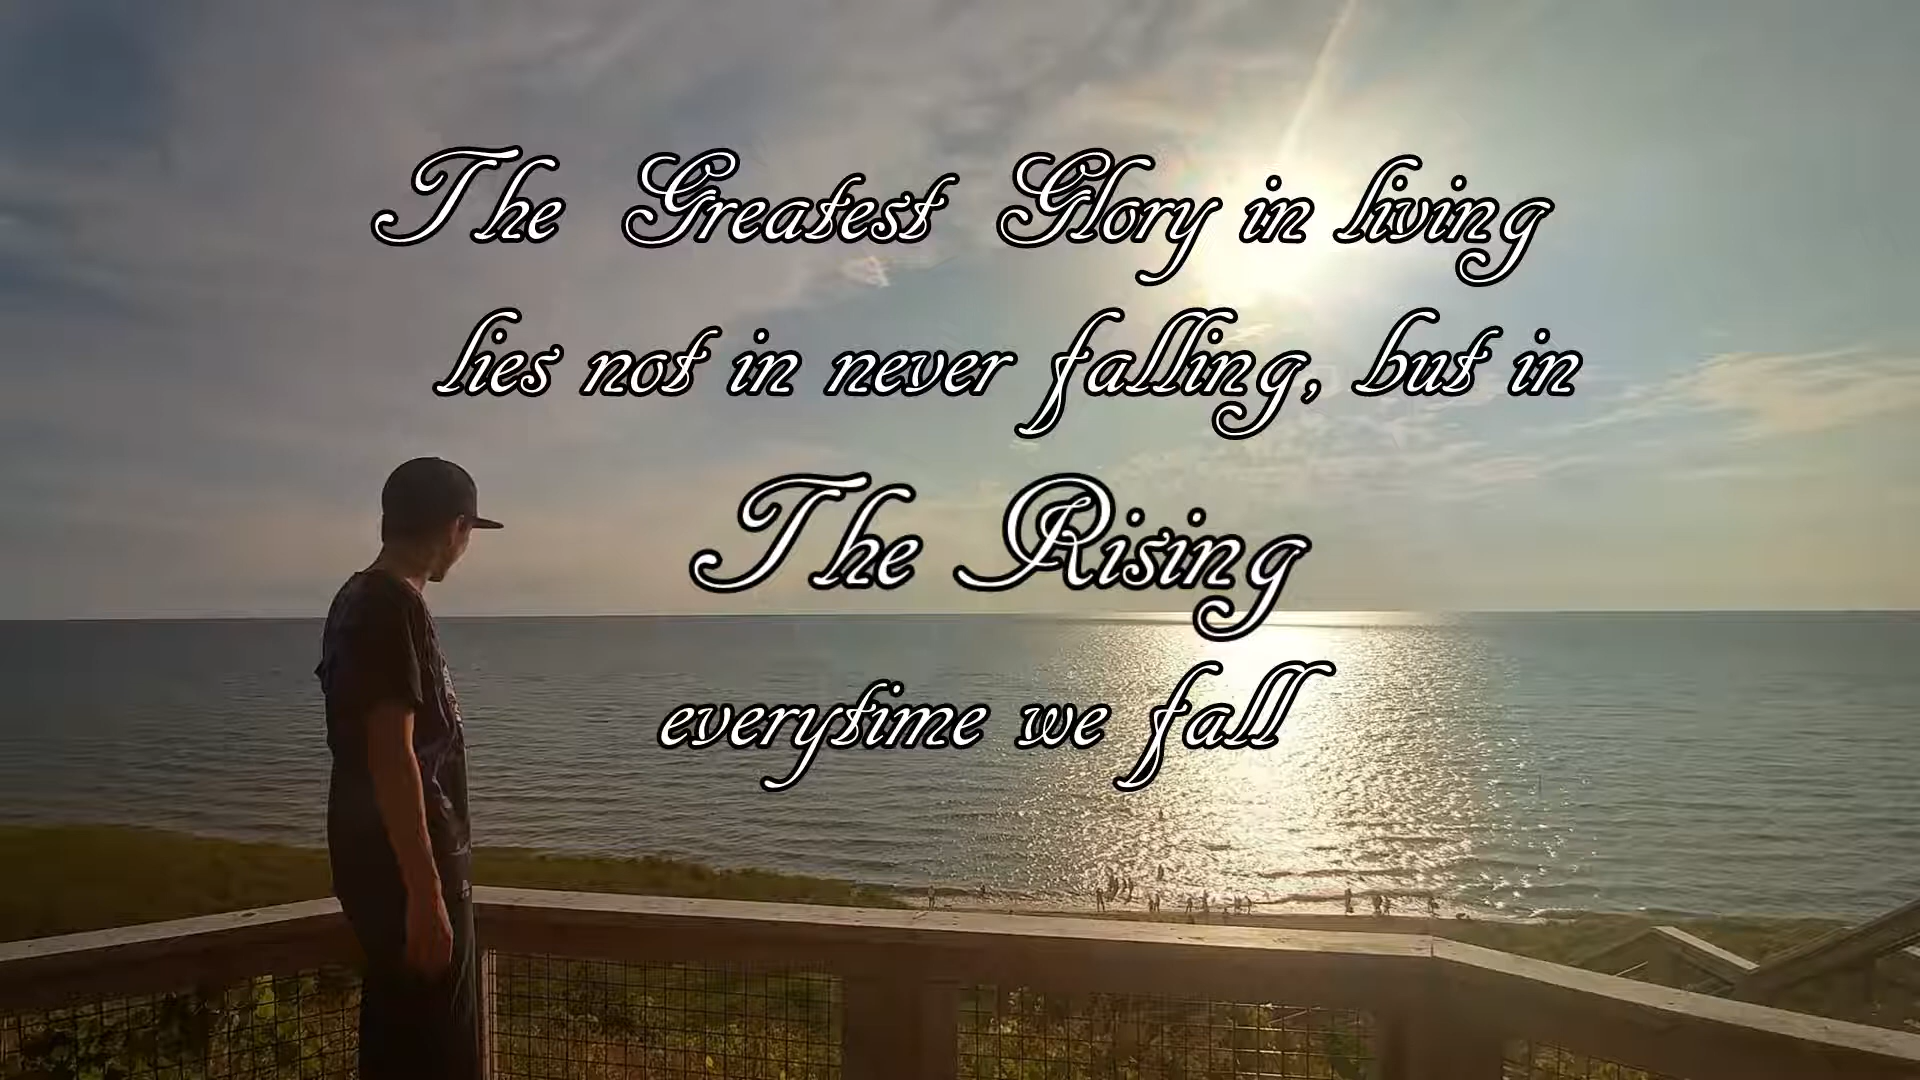 The Greatest Glory in living
lies not in never falling, but in
The Rising
everytime we fall